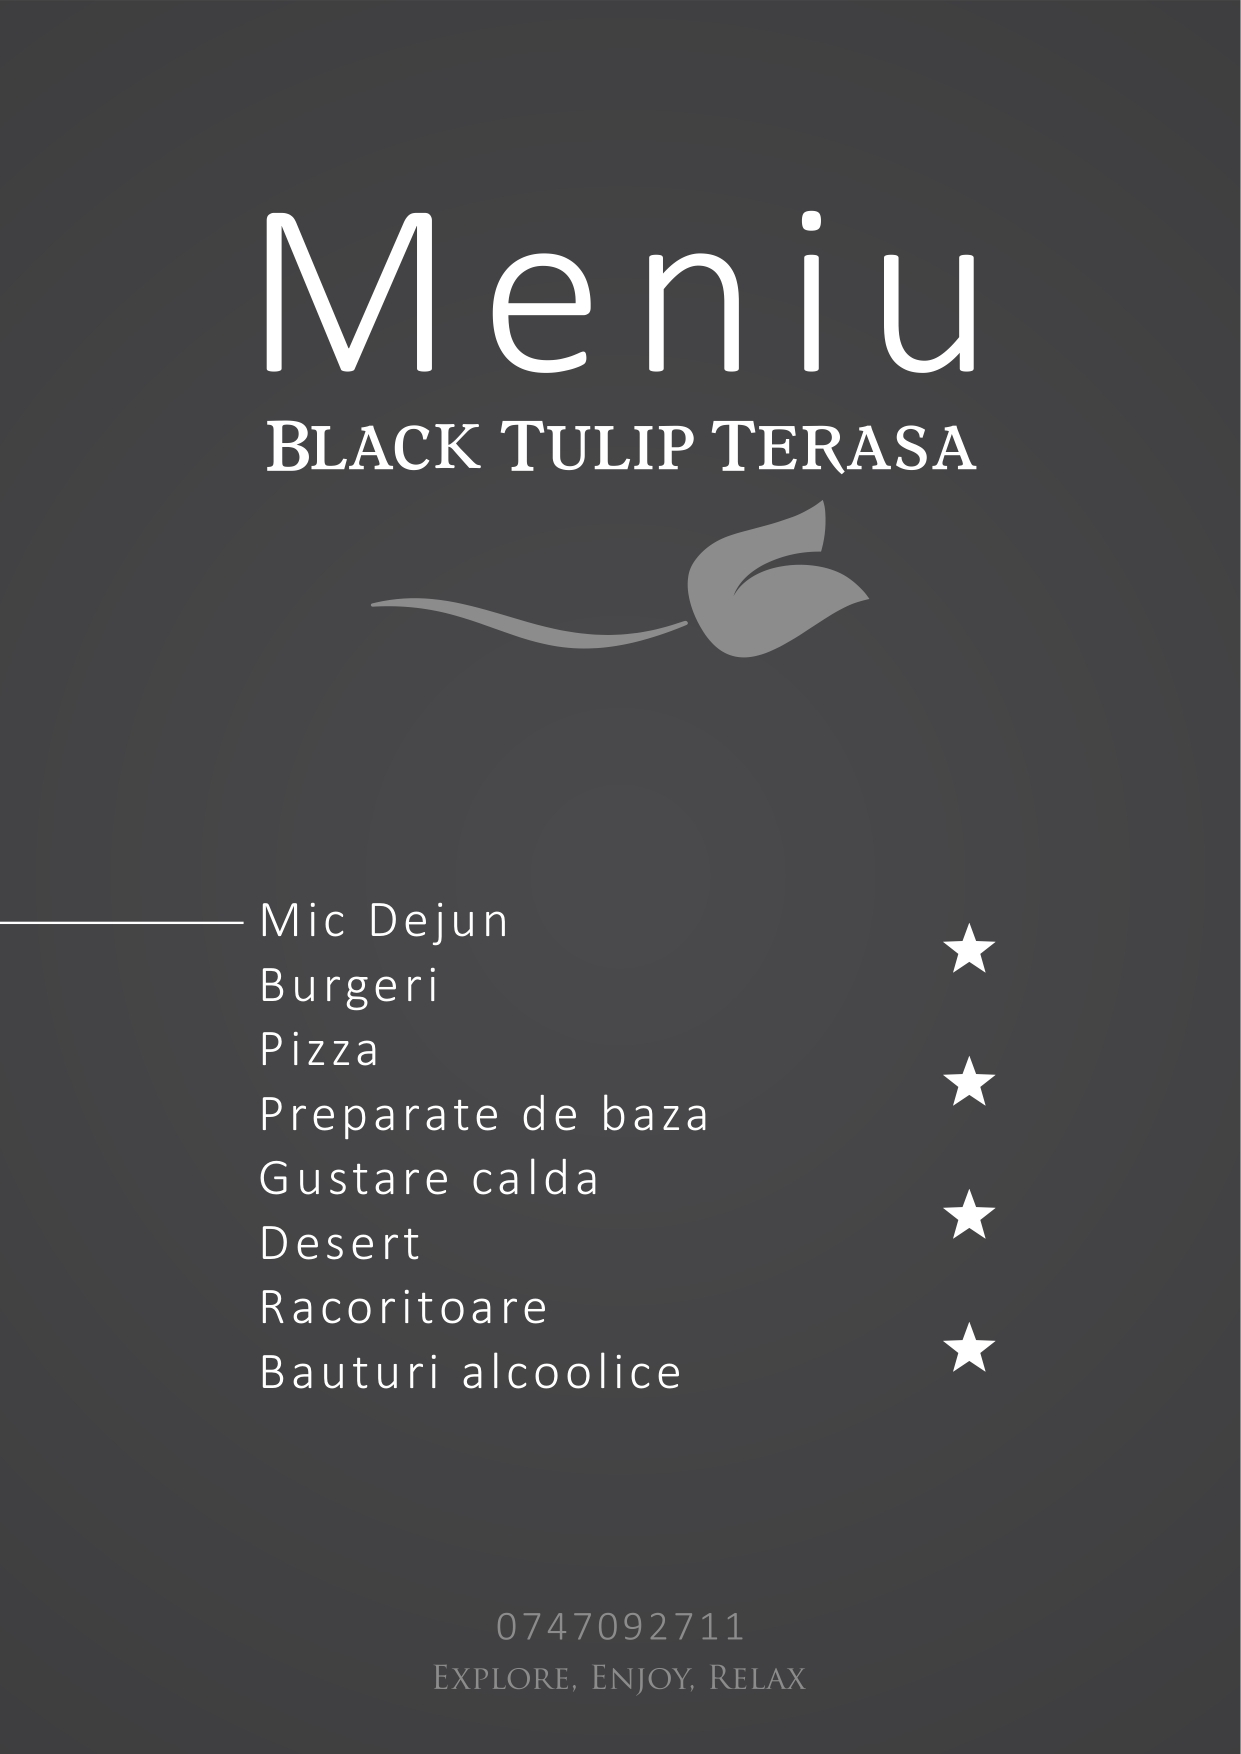 Meniu
BLACK TULIP TERASA
Mic Dejun
Burgeri
Pizza
Preparate de baza
Gustare calda
Desert
Racoritoare
Bauturi alcoolice
0747092711
EXPLORE, ENJOY, RELAX